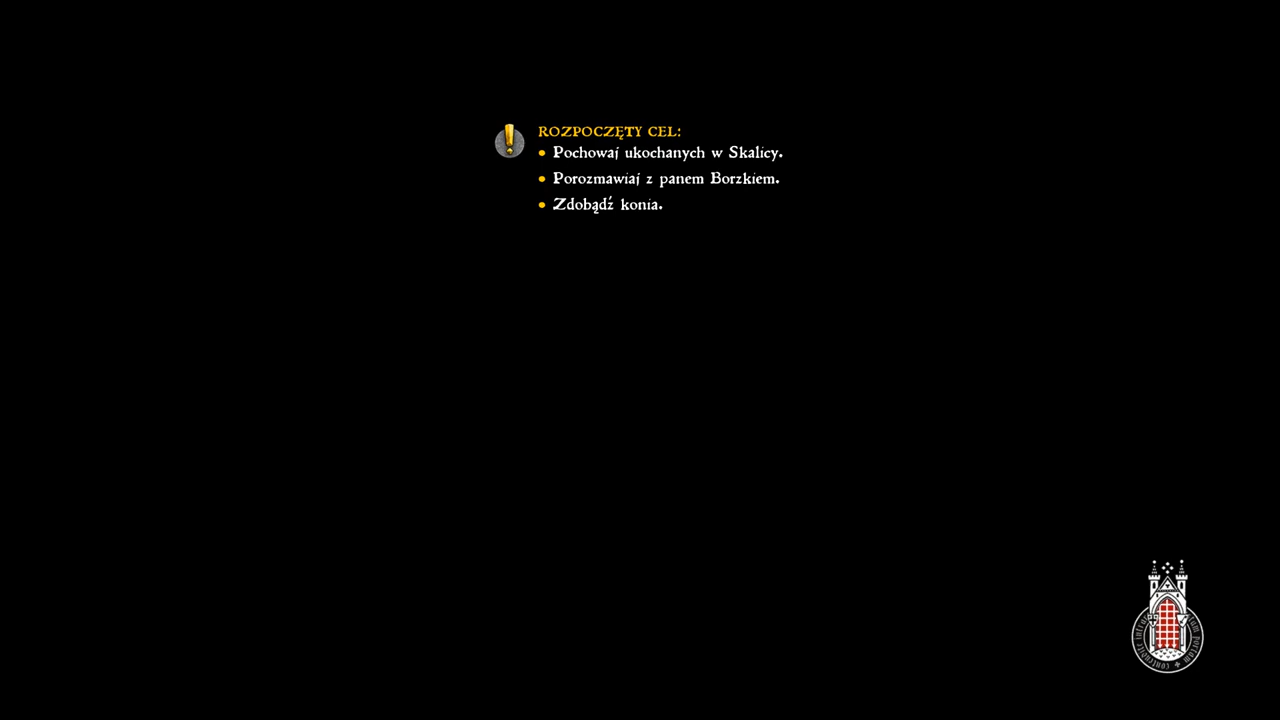 ROZPOCZĘTY CEL:
Pochowaj ukochanych w Skalicy.
Porozmawiaj z panem Borzkiem.
Zdobądź konia.